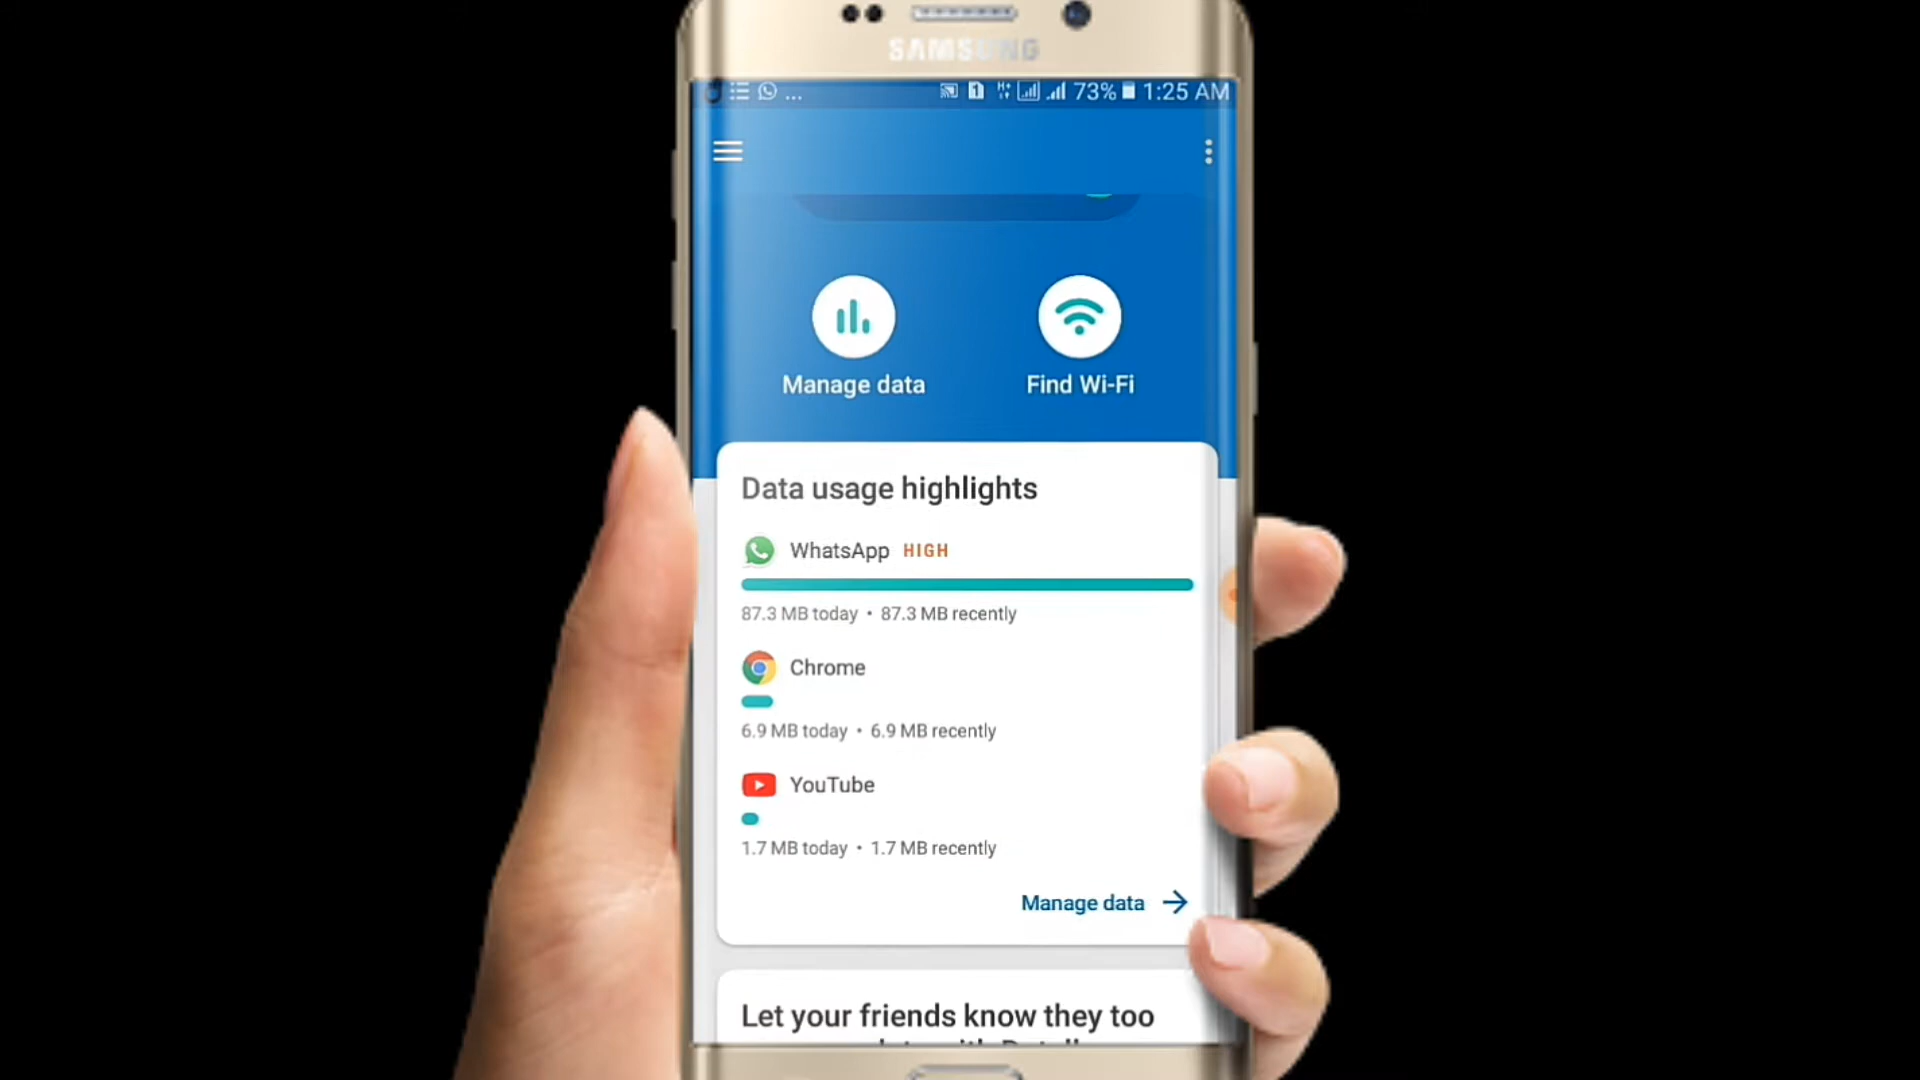 SAMSUNG
... 73% 1:25 AM
Manage data
Find Wi-Fi
Data usage highlights
WhatsApp HIGH
87.3 MB today • 87.3 MB recently
Chrome
6.9 MB today • 6.9 MB recently
YouTube
1.7 MB today • 1.7 MB recently
Manage data
Let your friends know they too